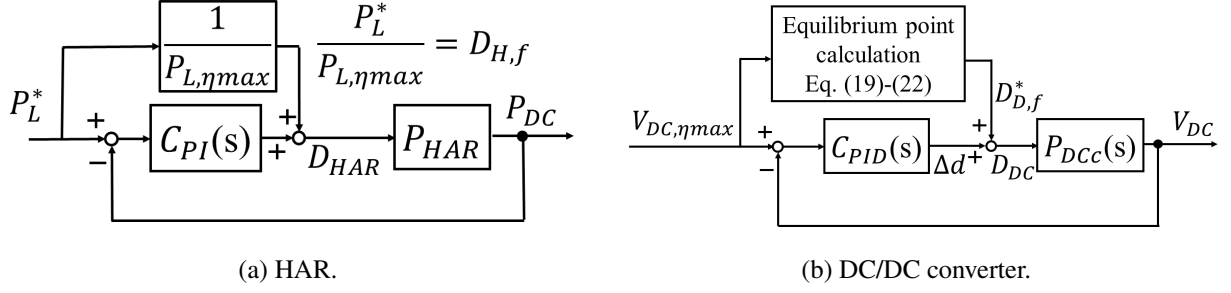 1
P_{L,ηmax}
P_L^*
P_{L,ηmax}
= D_{H,f}
P_L^*
+
−
C_{PI}(s)
+
+
D_{HAR}
P_{HAR}
P_{DC}
(a) HAR.
Equilibrium point
calculation
Eq. (19)-(22)
D_{D,f}^*
V_{DC,ηmax}
+
−
C_{PID}(s)
Δd
+
+
D_{DC}
P_{DCc}(s)
V_{DC}
(b) DC/DC converter.